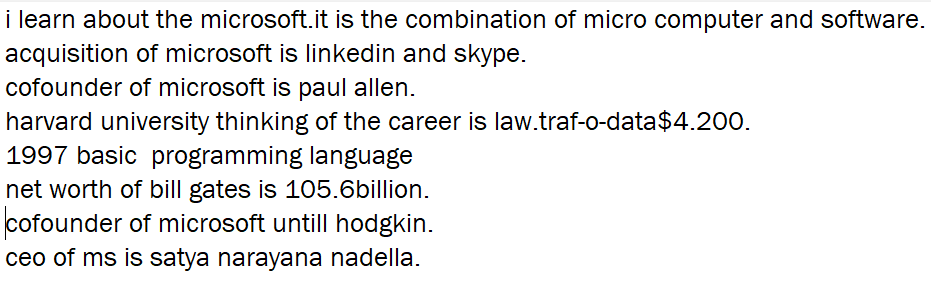 i learn about the microsoft.it is the combination of micro computer and software.
acquisition of microsoft is linkedin and skype.
cofounder of microsoft is paul allen.
harvard university thinking of the career is law.traf-o-data$4.200.
1997 basic  programming language
net worth of bill gates is 105.6billion.
cofounder of microsoft untill hodgkin.
ceo of ms is satya narayana nadella.